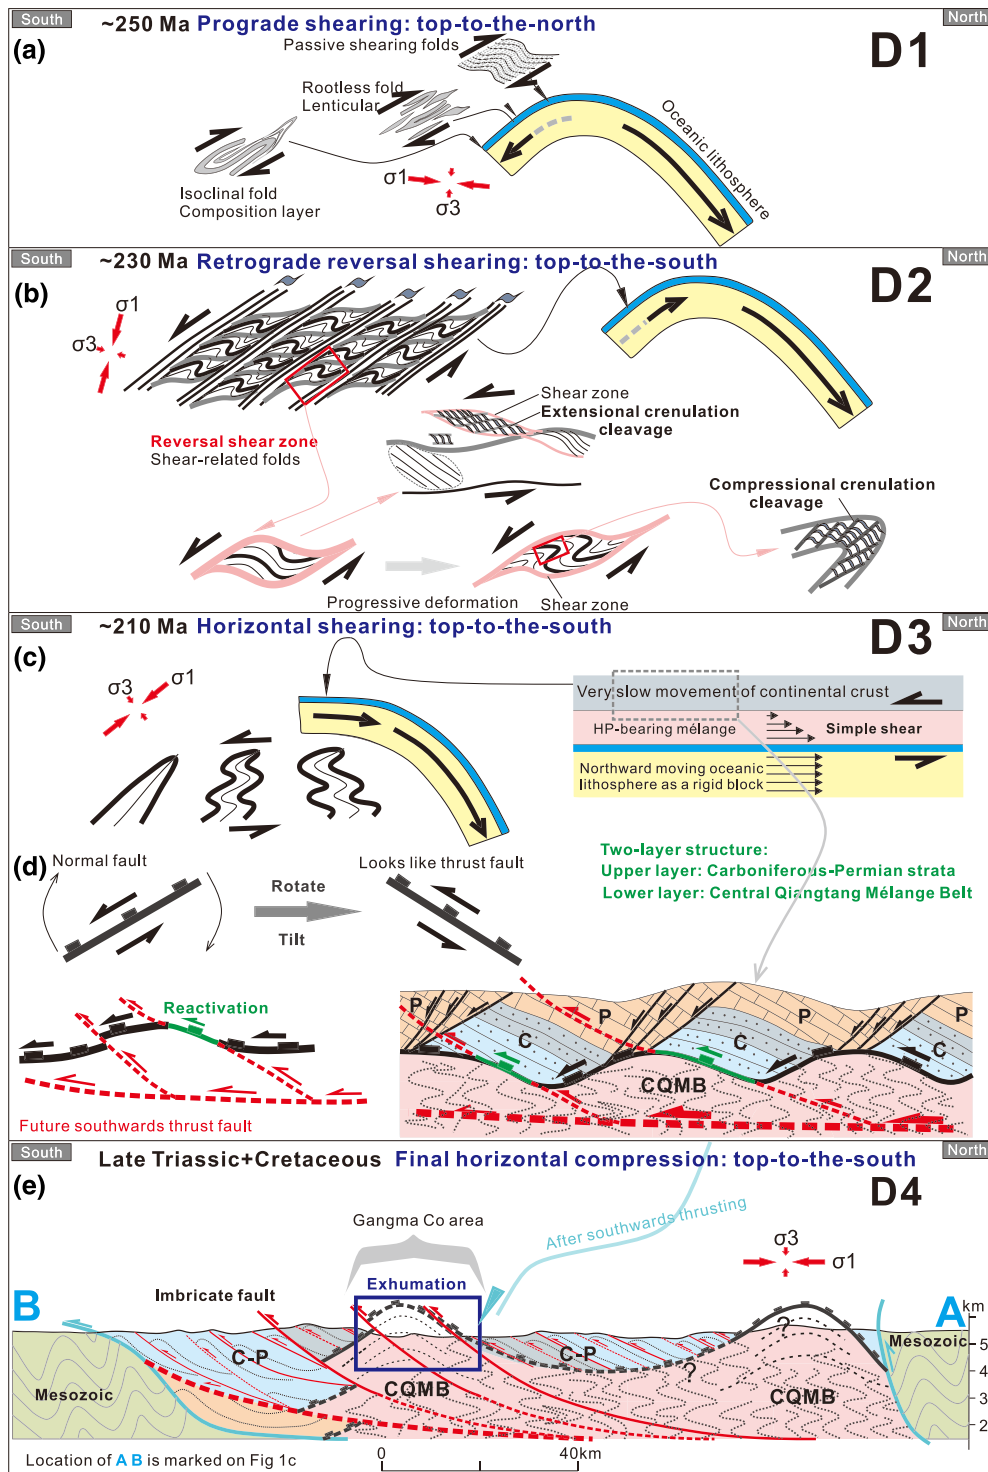 South
North
(a)
~250 Ma Prograde shearing: top-to-the-north
D1
Passive shearing folds
Rootless fold
Lenticular
Oceanic lithosphere
σ1
σ3
Isoclinal fold
Composition layer
South
North
(b)
~230 Ma Retrograde reversal shearing: top-to-the-south
D2
σ1
σ3
Shear zone
Extensional crenulation
cleavage
Reversal shear zone
Shear-related folds
Compressional crenulation
cleavage
Progressive deformation
Shear zone
South
North
(c)
~210 Ma Horizontal shearing: top-to-the-south
D3
σ3
σ1
Very slow movement of continental crust
HP-bearing mélange
Simple shear
Northward moving oceanic
lithosphere as a rigid block
(d)
Normal fault
Rotate
Tilt
Looks like thrust fault
Two-layer structure:
Upper layer: Carboniferous-Permian strata
Lower layer: Central Qiangtang Mélange Belt
Reactivation
Future southwards thrust fault
P
P
P
C
C
CQMB
South
North
(e)
Late Triassic+Cretaceous Final horizontal compression: top-to-the-south
D4
Gangma Co area
After southwards thrusting
σ3
σ1
Exhumation
Imbricate fault
B
A
km
5
4
3
2
Mesozoic
C-P
CQMB
C-P
?
?
CQMB
Mesozoic
0
40km
Location of A B is marked on Fig 1c